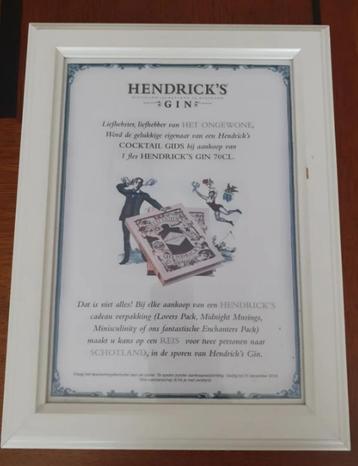 HENDRICK'S
GIN
Liefhebster, liefhebber van HET ONGEWONE,
Word de gelukkige eigenaar van een Hendrick's
COCKTAIL GIDS bij aankoop van
1 fles HENDRICK'S GIN 70CL.
Dat is niet alles! Bij elke aankoop van een HENDRICK'S
cadeau verpakking (Lovers Pack, Midnight Musings,
Minisculinity of ons fantastische Enchanters Pack)
maakt u kans op een REIS voor twee personen naar
SCHOTLAND, in de sporen van Hendrick's Gin.